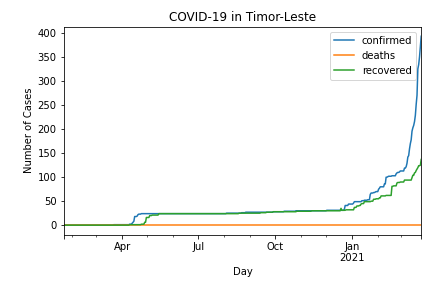 COVID-19 in Timor-Leste
confirmed
deaths
recovered
Number of Cases
400
350
300
250
200
150
100
50
0
Apr
Jul
Oct
Jan
2021
Day